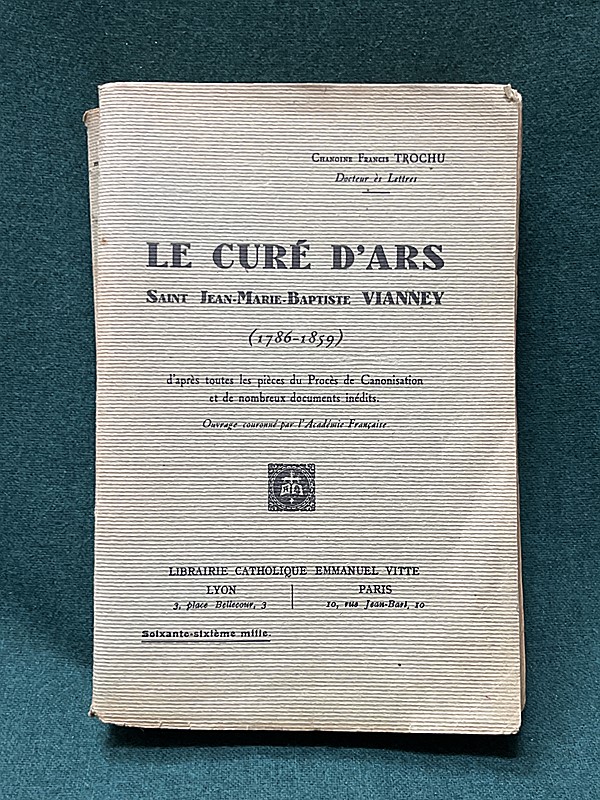 Chanoine Francis TROCHU
Docteur ès Lettres
LE CURÉ D'ARS
Saint Jean-Marie-Baptiste VIANNEY
(1786-1859)
d'après toutes les pièces du Procès de Canonisation
et de nombreux documents inédits.
Ouvrage couronné par l'Académie Française
LIBRAIRIE CATHOLIQUE EMMANUEL VITTE
LYON
3, place Bellecour, 3
PARIS
10, rue Jean-Bart, 10
Soixante-sixième mille.